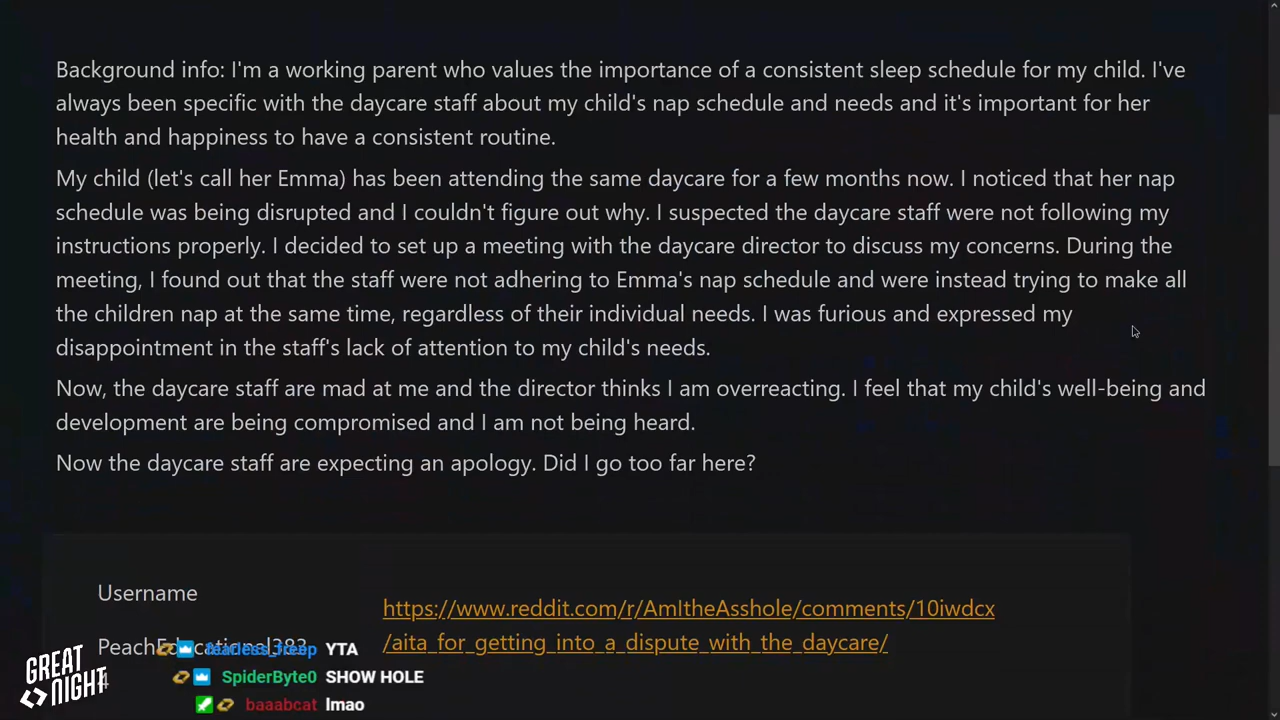 Background info: I'm a working parent who values the importance of a consistent sleep schedule for my child. I've
always been specific with the daycare staff about my child's nap schedule and needs and it's important for her
health and happiness to have a consistent routine.
My child (let's call her Emma) has been attending the same daycare for a few months now. I noticed that her nap
schedule was being disrupted and I couldn't figure out why. I suspected the daycare staff were not following my
instructions properly. I decided to set up a meeting with the daycare director to discuss my concerns. During the
meeting, I found out that the staff were not adhering to Emma's nap schedule and were instead trying to make all
the children nap at the same time, regardless of their individual needs. I was furious and expressed my
disappointment in the staff's lack of attention to my child's needs.
Now, the daycare staff are mad at me and the director thinks I am overreacting. I feel that my child's well-being and
development are being compromised and I am not being heard.
Now the daycare staff are expecting an apology. Did I go too far here?
Username
https://www.reddit.com/r/AmItheAsshole/comments/10iwdcx
/aita_for_getting_into_a_dispute_with_the_daycare/
YTA
SpiderByte0 SHOW HOLE
baaabcat lmao
GREAT
NIGHT